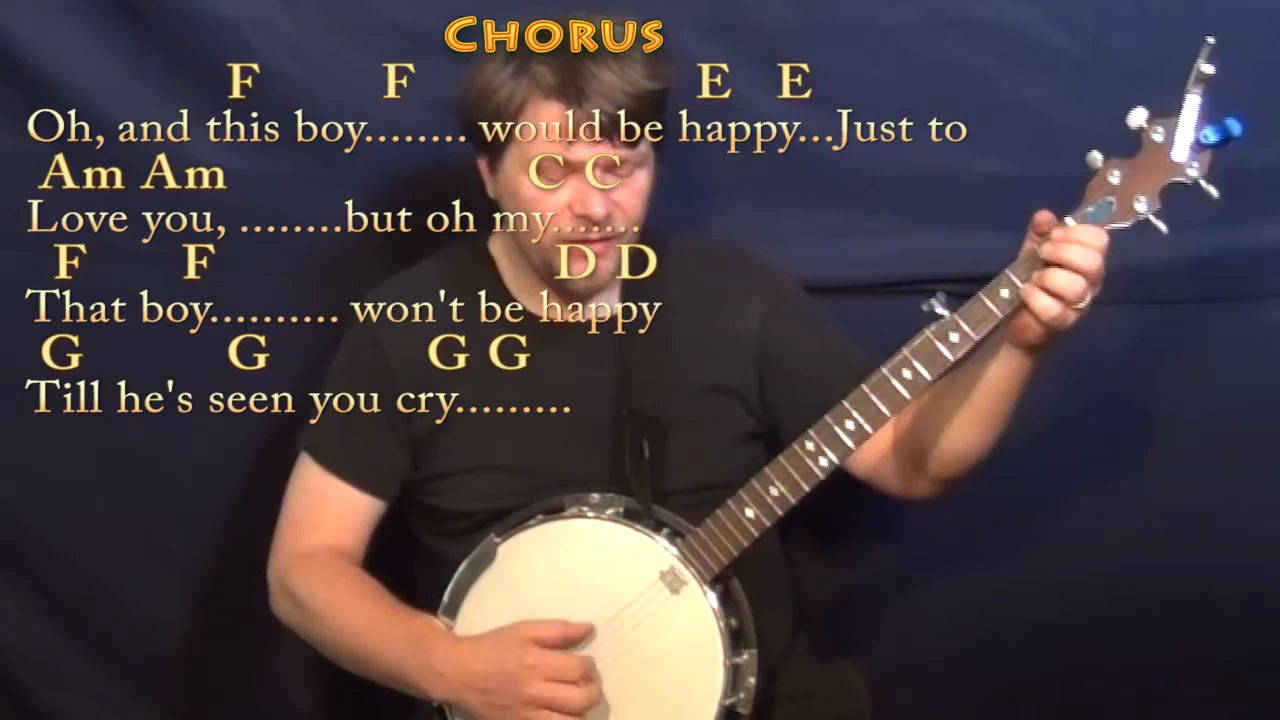 CHORUS
F F E E
Oh, and this boy........ would be happy...Just to
Am Am C C
Love you, ........but oh my.......
F F D D
That boy.......... won't be happy
G G G G
Till he's seen you cry.........